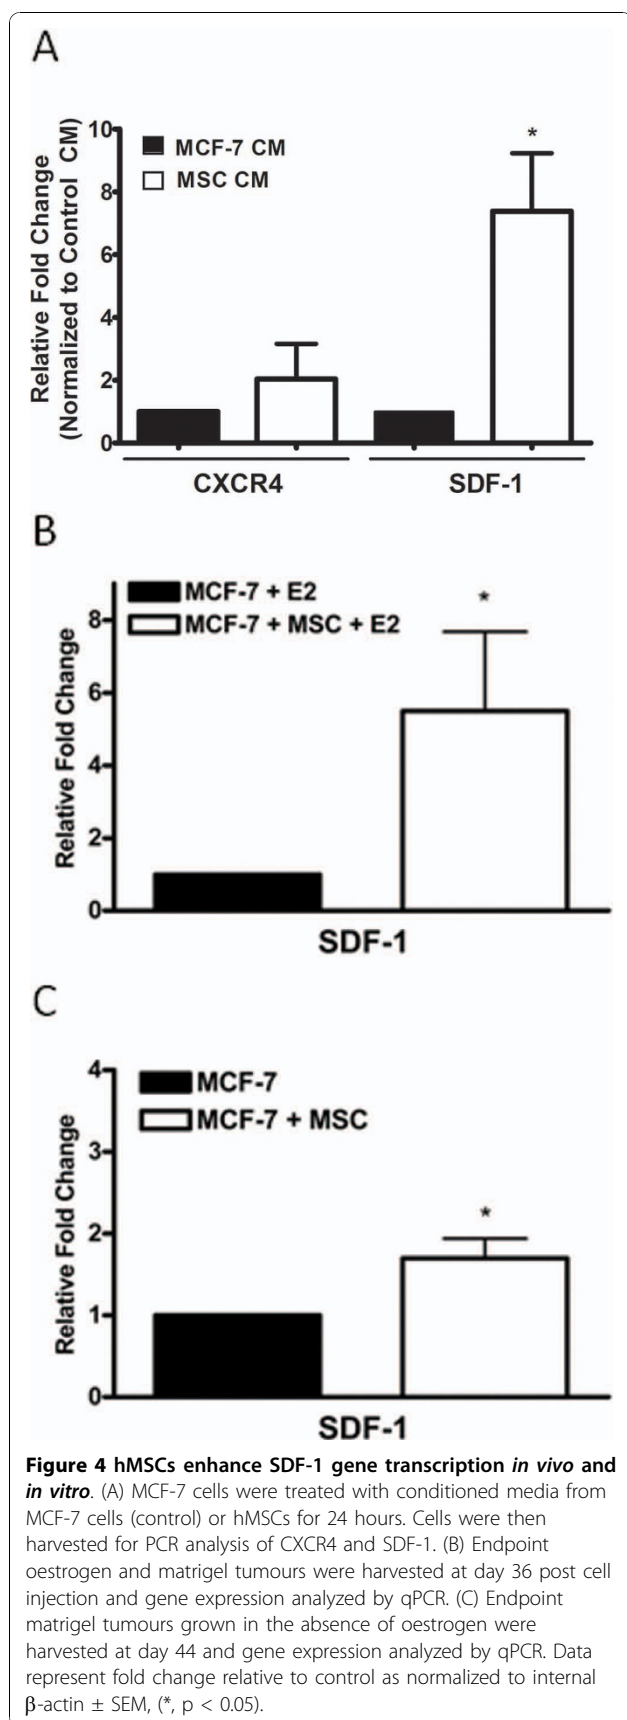 A
Relative Fold Change
(Normalized to Control CM)
10
8
6
4
2
0
MCF-7 CM
MSC CM
*
CXCR4
SDF-1
B
Relative Fold Change
8
6
4
2
0
MCF-7 + E2
MCF-7 + MSC + E2
*
SDF-1
C
Relative Fold Change
4
3
2
1
0
MCF-7
MCF-7 + MSC
*
SDF-1
Figure 4 hMSCs enhance SDF-1 gene transcription in vivo and
in vitro. (A) MCF-7 cells were treated with conditioned media from
MCF-7 cells (control) or hMSCs for 24 hours. Cells were then
harvested for PCR analysis of CXCR4 and SDF-1. (B) Endpoint
oestrogen and matrigel tumours were harvested at day 36 post cell
injection and gene expression analyzed by qPCR. (C) Endpoint
matrigel tumours grown in the absence of oestrogen were
harvested at day 44 and gene expression analyzed by qPCR. Data
represent fold change relative to control as normalized to internal
β-actin ± SEM, (*, p < 0.05).